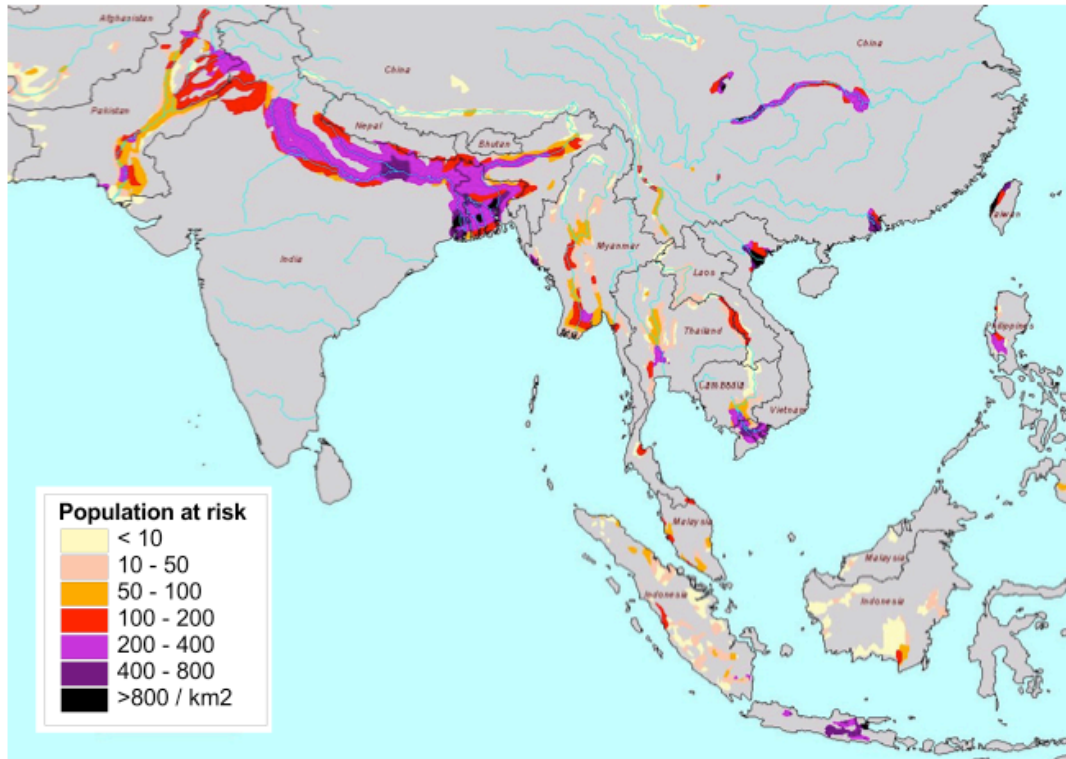 Afghanistan
China
China
Pakistan
Nepal
Bhutan
Taiwan
India
Myanmar
Laos
Thailand
Philippines
Cambodia
Vietnam
Malaysia
Malaysia
Indonesia
Indonesia
Population at risk
< 10
10 - 50
50 - 100
100 - 200
200 - 400
400 - 800
>800 / km2